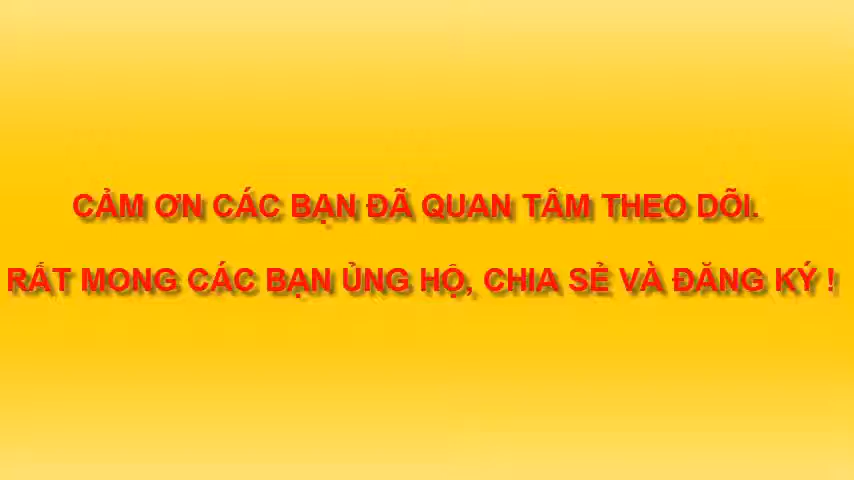 CẢM ƠN CÁC BẠN ĐÃ QUAN TÂM THEO DÕI.
RẤT MONG CÁC BẠN ỦNG HỘ, CHIA SẺ VÀ ĐĂNG KÝ !